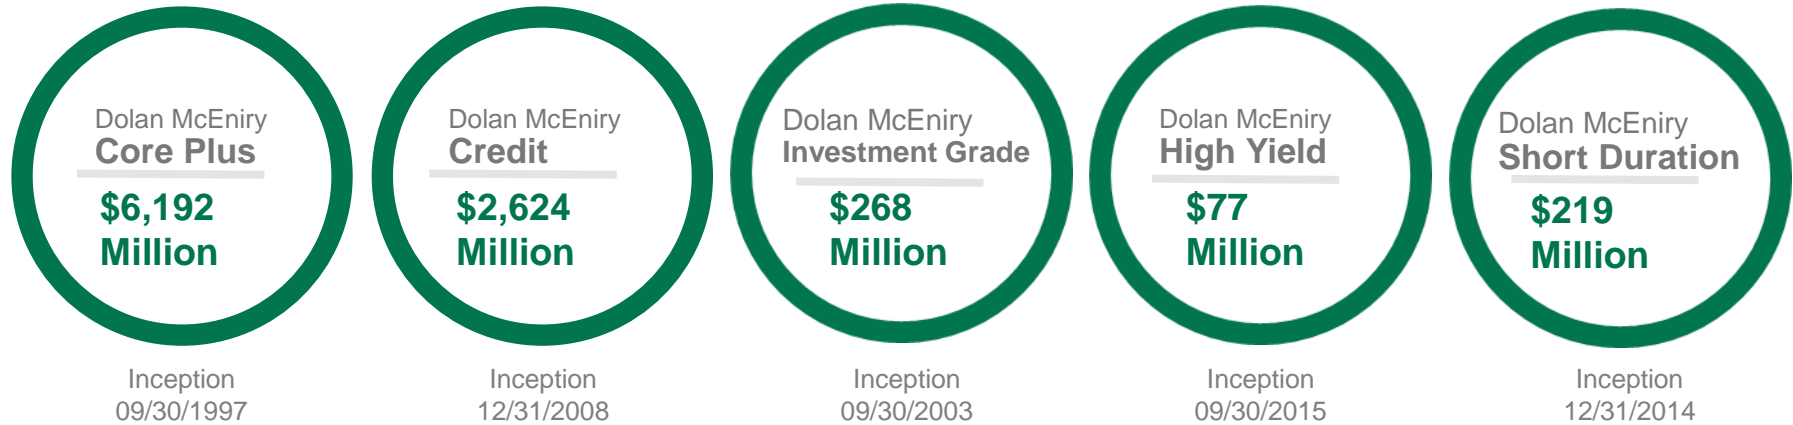 Dolan McEniry
Core Plus
$6,192
Million
Inception
09/30/1997
Dolan McEniry
Credit
$2,624
Million
Inception
12/31/2008
Dolan McEniry
Investment Grade
$268
Million
Inception
09/30/2003
Dolan McEniry
High Yield
$77
Million
Inception
09/30/2015
Dolan McEniry
Short Duration
$219
Million
Inception
12/31/2014